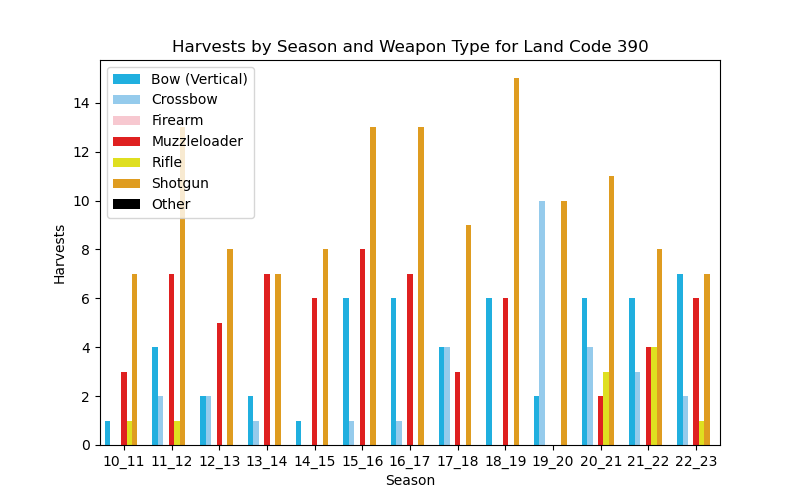 Harvests by Season and Weapon Type for Land Code 390
Bow (Vertical)
Crossbow
Firearm
Muzzleloader
Rifle
Shotgun
Other
14
12
10
8
6
4
2
0
Harvests
10_11 11_12 12_13 13_14 14_15 15_16 16_17 17_18 18_19 19_20 20_21 21_22 22_23
Season